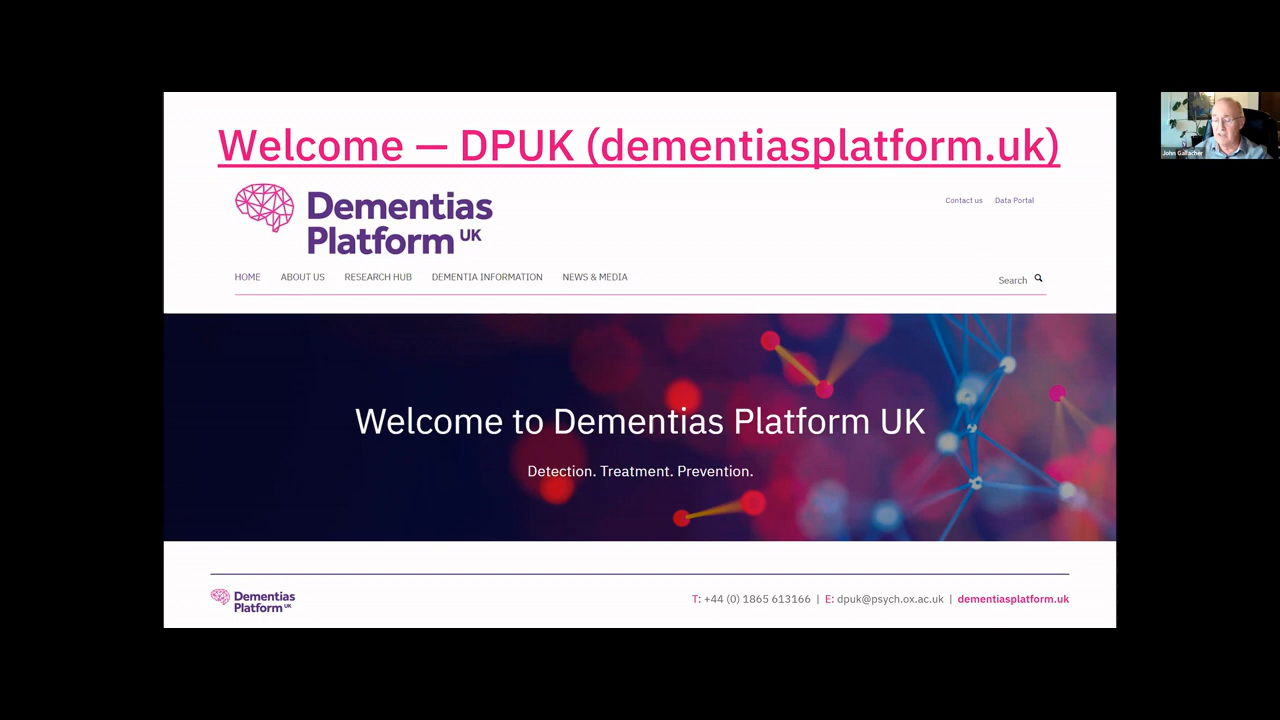 Welcome — DPUK (dementiasplatform.uk)
Dementias
Platform UK
Contact us Data Portal
HOME ABOUT US RESEARCH HUB DEMENTIA INFORMATION NEWS & MEDIA
Search
Welcome to Dementias Platform UK
Detection. Treatment. Prevention.
Dementias
Platform UK
T: +44 (0) 1865 613166 | E: dpuk@psych.ox.ac.uk | dementiasplatform.uk
John Gallacher